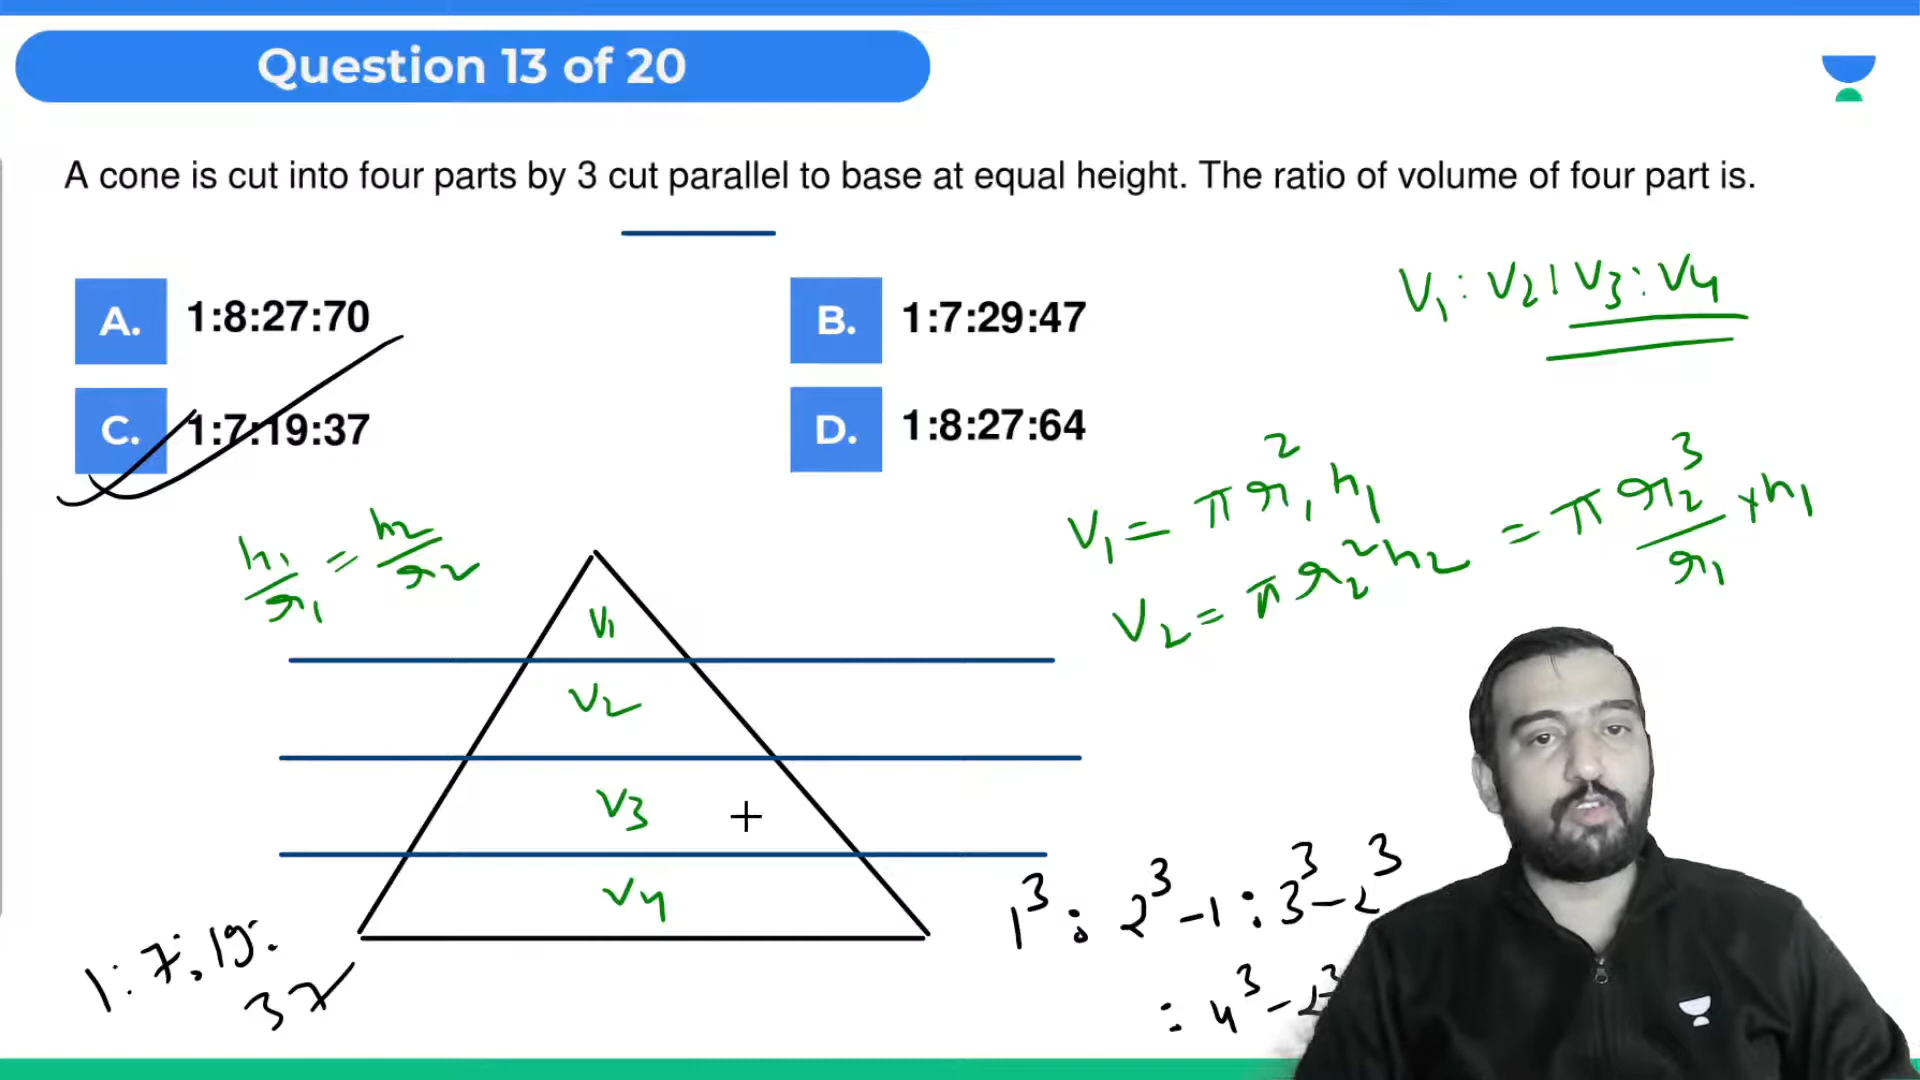 Question 13 of 20
A cone is cut into four parts by 3 cut parallel to base at equal height. The ratio of volume of four part is.
A. 1:8:27:70
B. 1:7:29:47
C. 1:7:19:37
D. 1:8:27:64
V₁ : V₂ : V₃ : V₄
h₁/r₁ = h₂/r₂
V₁ = πr₁²h₁
V₂ = πr₂²h₂ = πr₂³/r₁ × h₁
V₁
V₂
V₃
V₄
1³ : 2³ - 1 : 3³ - 2³
: 4³ -
1 : 7 : 19 :
37